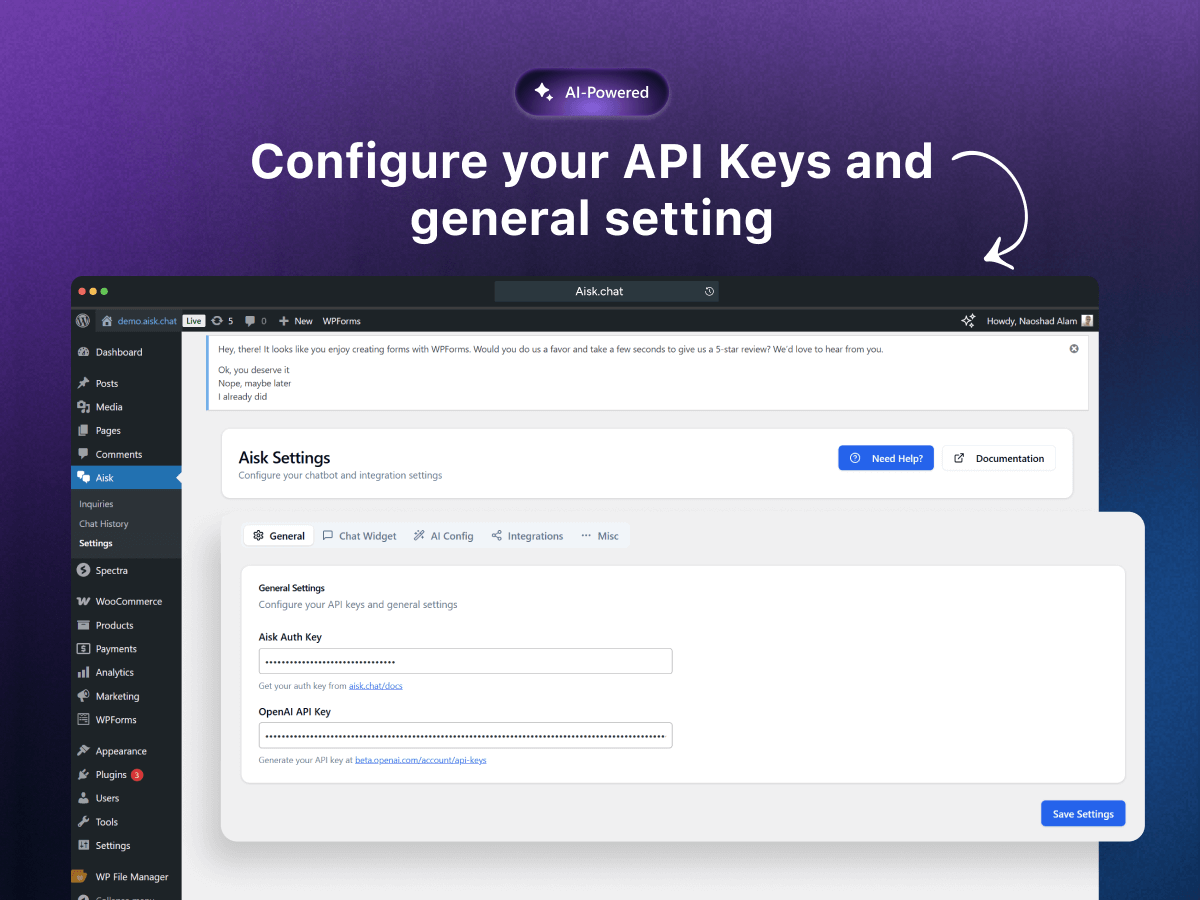 AI-Powered
Configure your API Keys and
general setting
Aisk.chat
demo.aisk.chat Live 5 0 New WPForms
Howdy, Naoshad Alam
Dashboard
Posts
Media
Pages
Comments
Aisk
Inquiries
Chat History
Settings
Spectra
WooCommerce
Products
Payments
Analytics
Marketing
WPForms
Appearance
Plugins 3
Users
Tools
Settings
WP File Manager
Collapse menu
Hey, there! It looks like you enjoy creating forms with WPForms. Would you do us a favor and take a few seconds to give us a 5-star review? We'd love to hear from you.
Ok, you deserve it
Nope, maybe later
I already did
Aisk Settings
Configure your chatbot and integration settings
Need Help?
Documentation
General
Chat Widget
AI Config
Integrations
Misc
General Settings
Configure your API keys and general settings
Aisk Auth Key
Get your auth key from aisk.chat/docs
OpenAI API Key
Generate your API key at beta.openai.com/account/api-keys
Save Settings